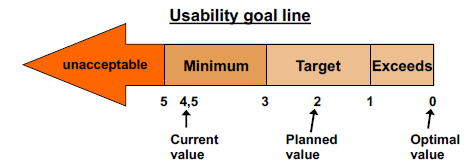 Usability goal line
unacceptable Minimum Target Exceeds
5 4,5 3 2 1 0
Current value Planned value Optimal value